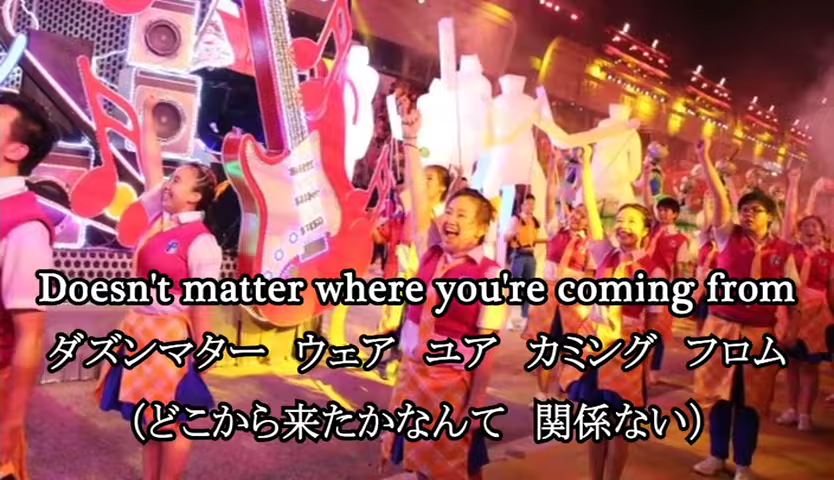 Doesn't matter where you're coming from
ダズンマター　ウェア　ユア　カミング　フロム
（どこから来たかなんて　関係ない）